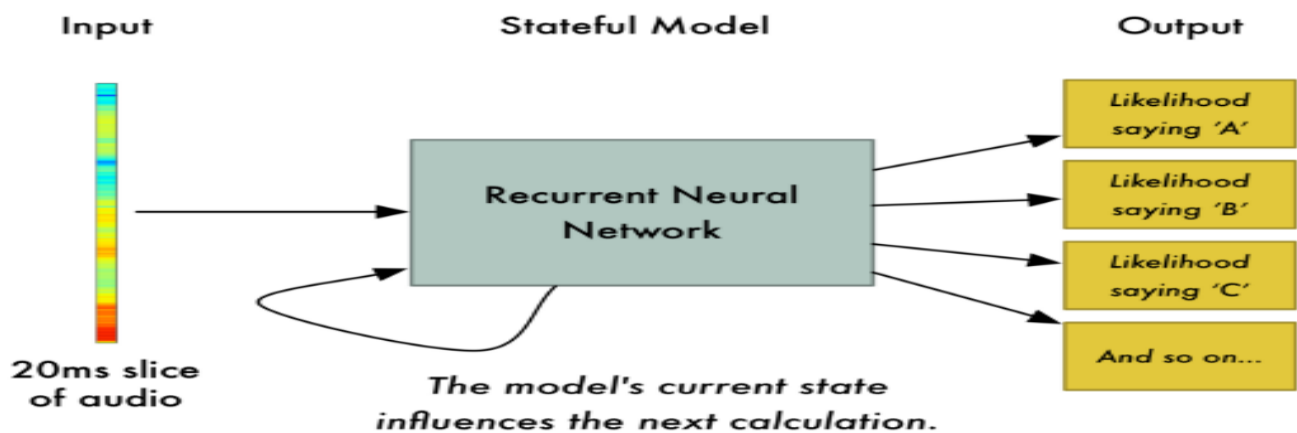 Input
Stateful Model
Output
Likelihood
saying ‘A’
Likelihood
saying ‘B’
Recurrent Neural
Network
Likelihood
saying ‘C’
And so on...
20ms slice
of audio
The model's current state
influences the next calculation.